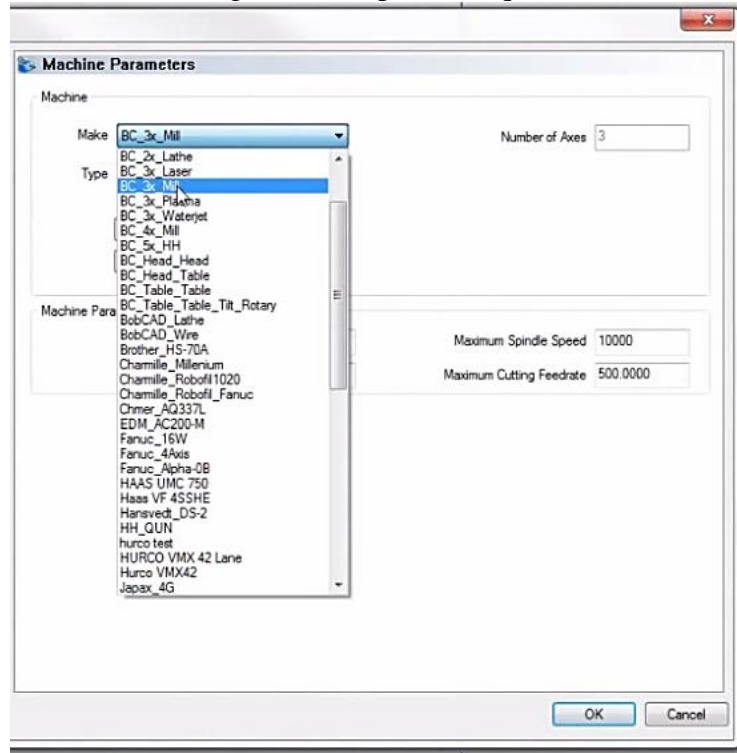 Machine Parameters
Machine
Make BC_3x_Mill Number of Axes 3
Type
BC_2x_Lathe
BC_3x_Laser
BC_3x_Mill
BC_3x_Plasma
BC_3x_Waterjet
BC_4x_Mill
BC_5x_HH
BC_Head_Head
BC_Head_Table
BC_Table_Table
BC_Table_Table_Tilt_Rotary
BobCAD_Lathe
BobCAD_Wire
Brother_HS-70A
Charmille_Millenium
Charmille_Robofil1020
Charmille_Robofil_Fanuc
Chmer_AQ337L
EDM_AC200-M
Fanuc_16W
Fanuc_4Axis
Fanuc_Alpha-0B
HAAS UMC 750
Haas VF 4SSHE
Hansvedt_DS-2
HH_QUN
hurco test
HURCO VMX 42 Lane
Hurco VMX42
Japax_4G
Machine Para
Maximum Spindle Speed 10000
Maximum Cutting Feedrate 500.0000
OK Cancel